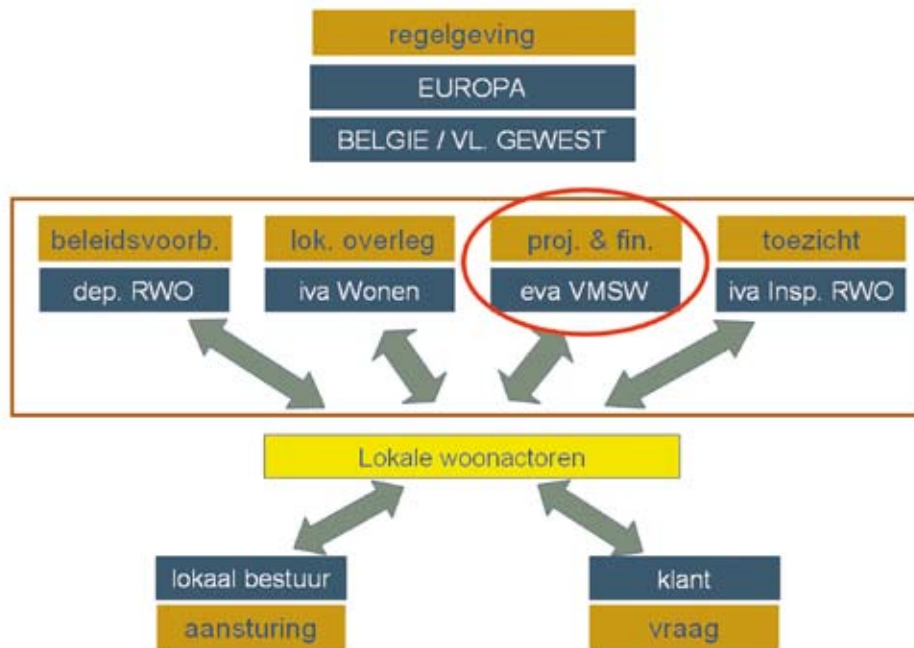 regelgeving
EUROPA
BELGIE / VL. GEWEST
beleidsvoorb.
dep. RWO
lok. overleg
iva Wonen
proj. & fin.
eva VMSW
toezicht
iva Insp. RWO
Lokale woonactoren
lokaal bestuur
aansturing
klant
vraag